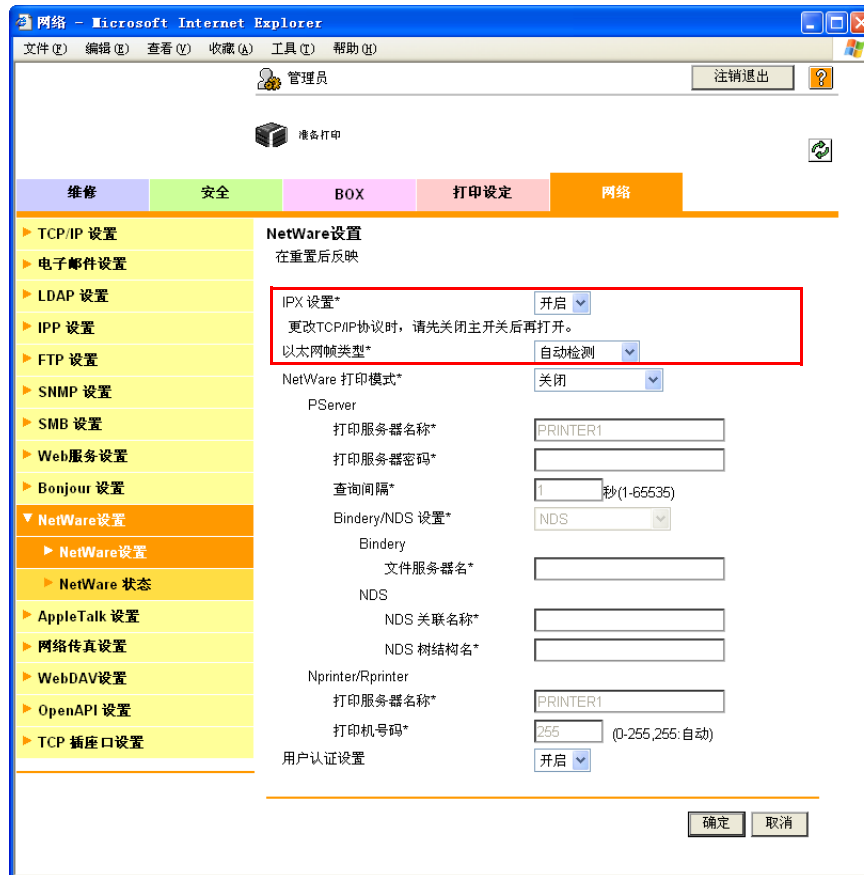 网络 - Microsoft Internet Explorer
文件(F) 编辑(E) 查看(V) 收藏(A) 工具(T) 帮助(H)
管理员
注销退出
?
准备打印
维修 安全 BOX 打印设定 网络
TCP/IP 设置
电子邮件设置
LDAP 设置
IPP 设置
FTP 设置
SNMP 设置
SMB 设置
Web服务设置
Bonjour 设置
NetWare设置
NetWare设置
NetWare 状态
AppleTalk 设置
网络传真设置
WebDAV设置
OpenAPI 设置
TCP 插座口设置
NetWare设置
在重置后反映
IPX 设置* 开启
更改TCP/IP协议时，请先关闭主开关后再打开。
以太网帧类型* 自动检测
NetWare 打印模式* 关闭
PServer
打印服务器名称* PRINTER1
打印服务器密码*
查询间隔* 1 秒(1-65535)
Bindery/NDS 设置* NDS
Bindery
文件服务器名*
NDS
NDS 关联名称*
NDS 树结构名*
Nprinter/Rprinter
打印服务器名称* PRINTER1
打印机号码* 255 (0-255,255:自动)
用户认证设置 开启
确定 取消